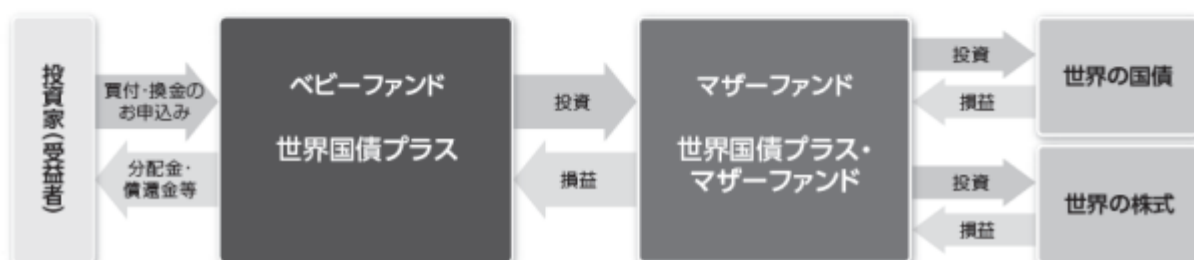 投資家(受益者)
買付・換金の
お申込み
分配金・
償還金等
ベビーファンド
世界国債プラス
投資
損益
マザーファンド
世界国債プラス・
マザーファンド
投資
損益
投資
損益
世界の国債
世界の株式